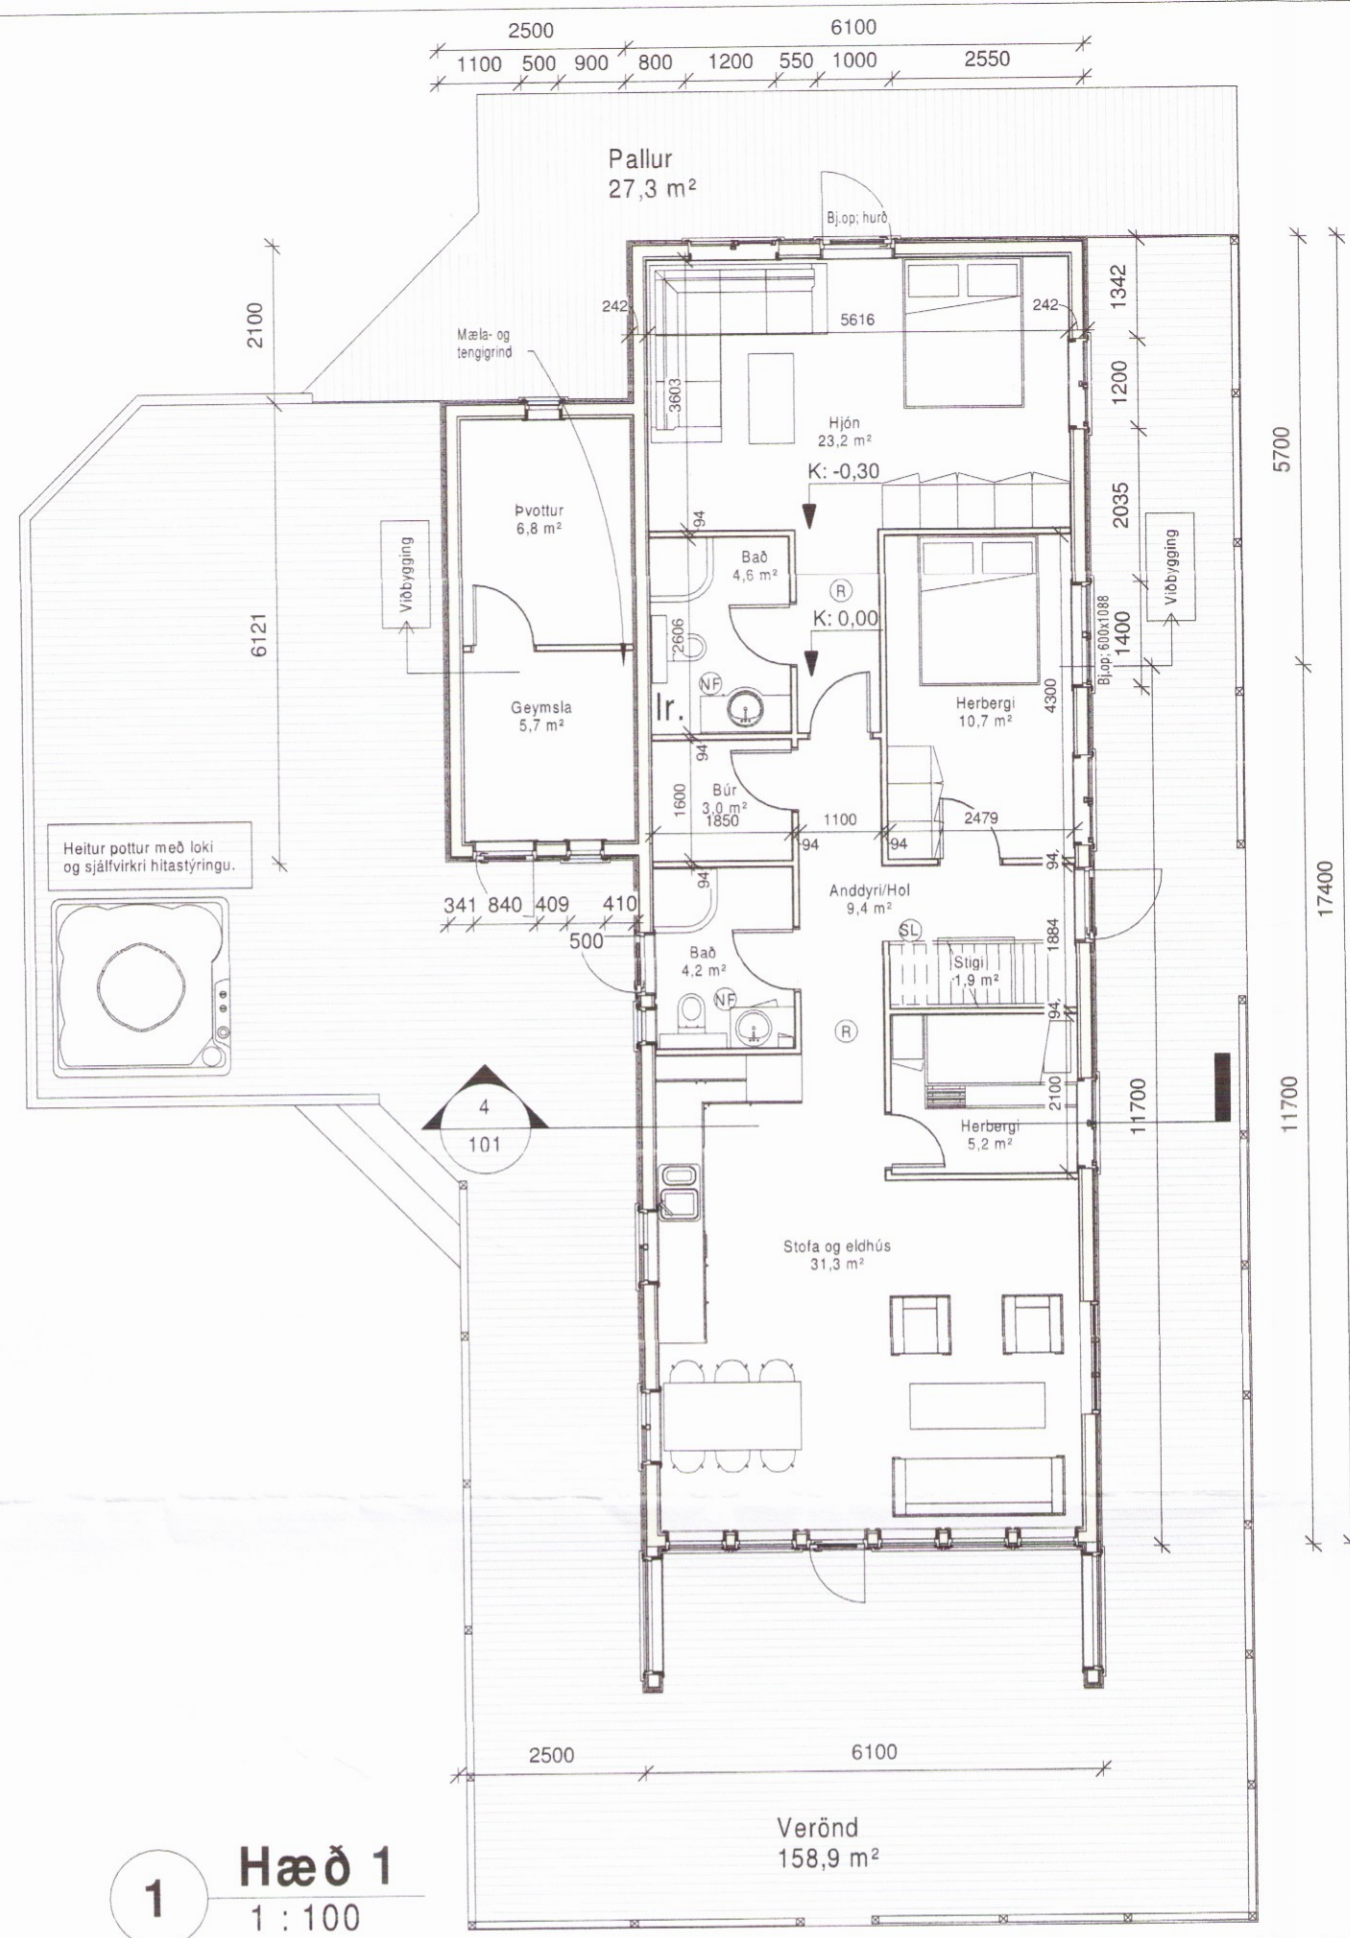 2500
6100
1100
500
900
800
1200
550
1000
2550
Pallur
27,3 m²
Bj.op; hurð
2100
Mæla- og
tengigrind
242
5616
242
1342
3603
1200
Hjón
23,2 m²
K: -0,30
5700
2035
94
Þvottur
6,8 m²
Viðbygging
Bað
4,6 m²
R
K: 0,00
Viðbygging
Bj.op; 600x1088
1400
6121
2606
NF
Ir.
Geymsla
5,7 m²
Herbergi
10,7 m²
4300
94
Búr
3,0 m²
1600
1850
1100
2479
94
94
94
Heitur pottur með loki
og sjálfvirkri hitastýringu.
94
Anddyri/Hol
9,4 m²
17400
341
840
409
410
500
SL
1884
Bað
4,2 m²
Stigi
1,9 m²
NF
94
R
4
101
2100
Herbergi
5,2 m²
11700
11700
Stofa og eldhús
31,3 m²
2500
6100
Verönd
158,9 m²
1
Hæð 1
1 : 100